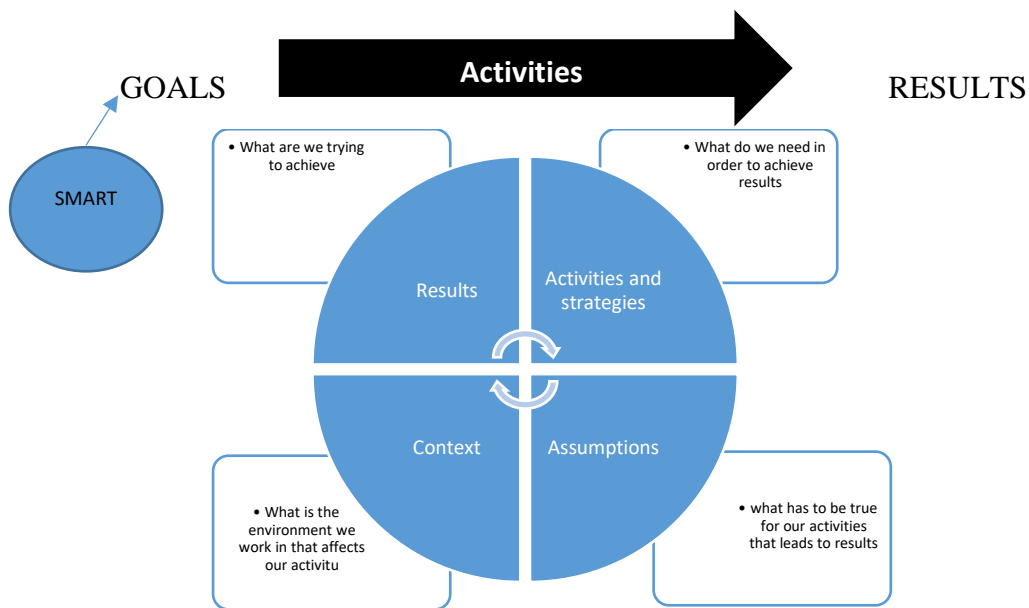 Activities
GOALS
RESULTS
SMART
• What are we trying
to achieve
• What do we need in
order to achieve
results
Results
Activities and
strategies
Context
Assumptions
• What is the
environment we
work in that affects
our activitu
• what has to be true
for our activities
that leads to results